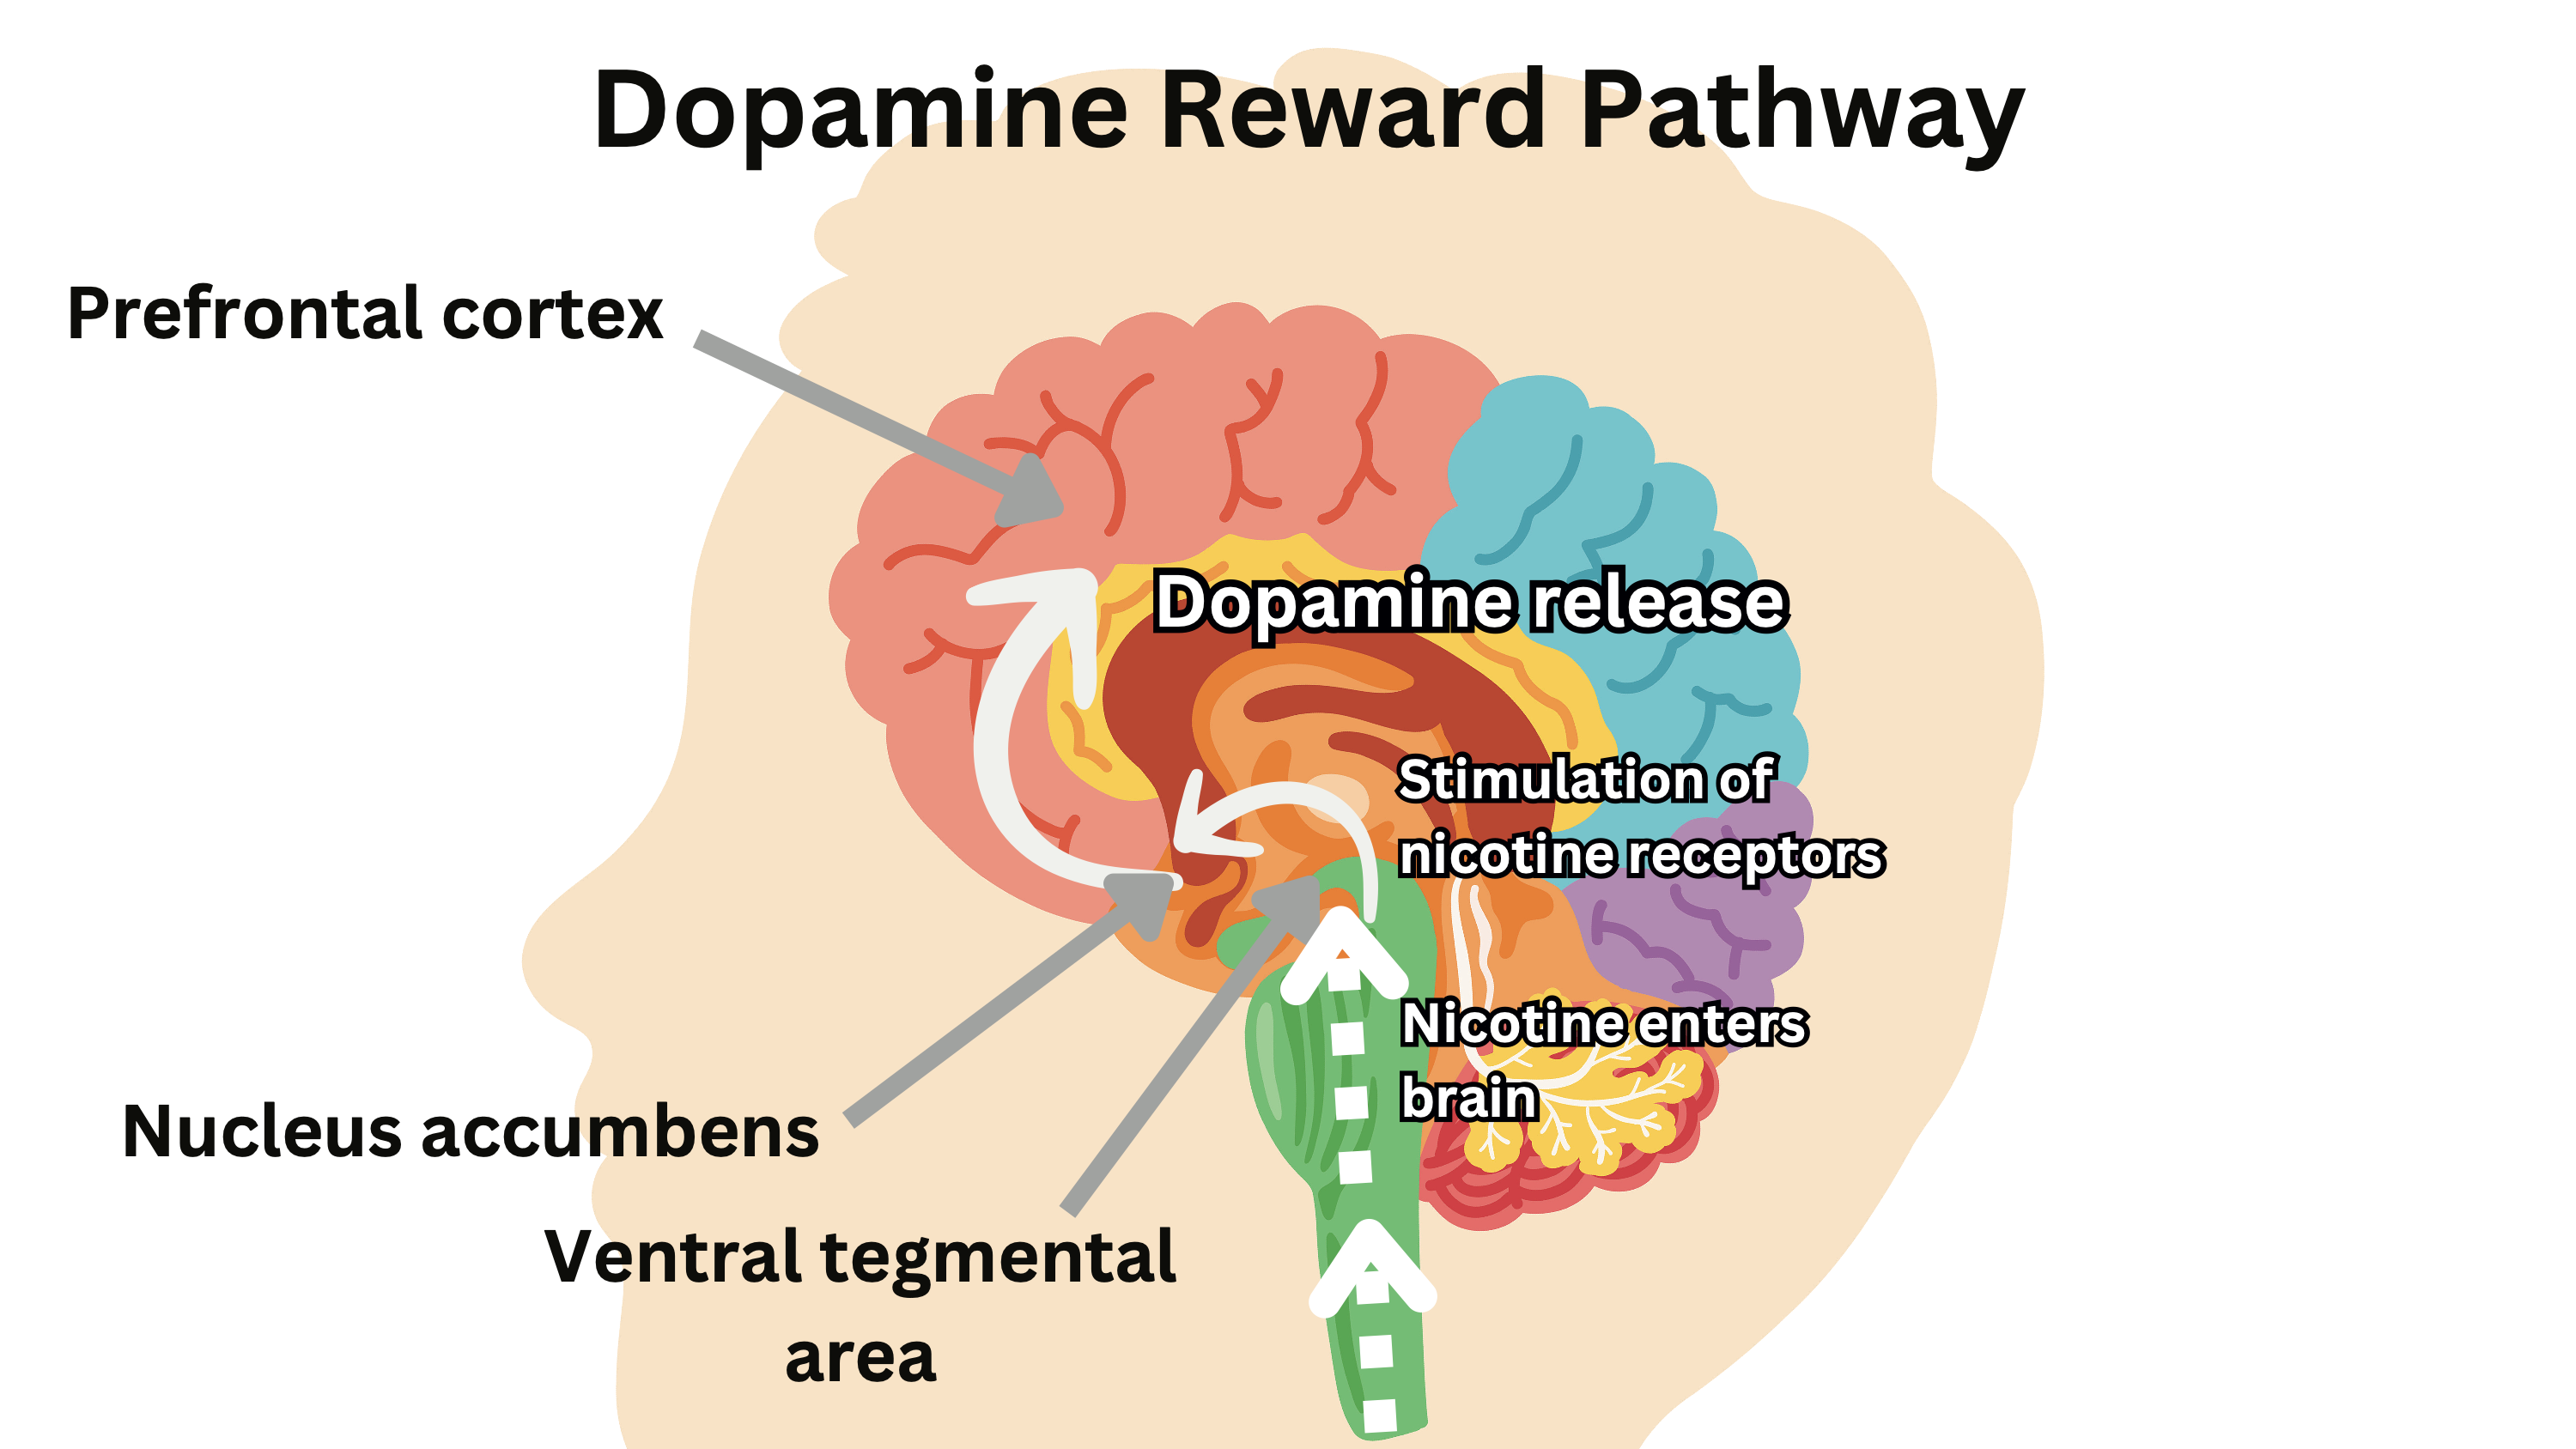 Dopamine Reward Pathway
Prefrontal cortex
Dopamine release
Stimulation of
nicotine receptors
Nicotine enters
brain
Nucleus accumbens
Ventral tegmental
area